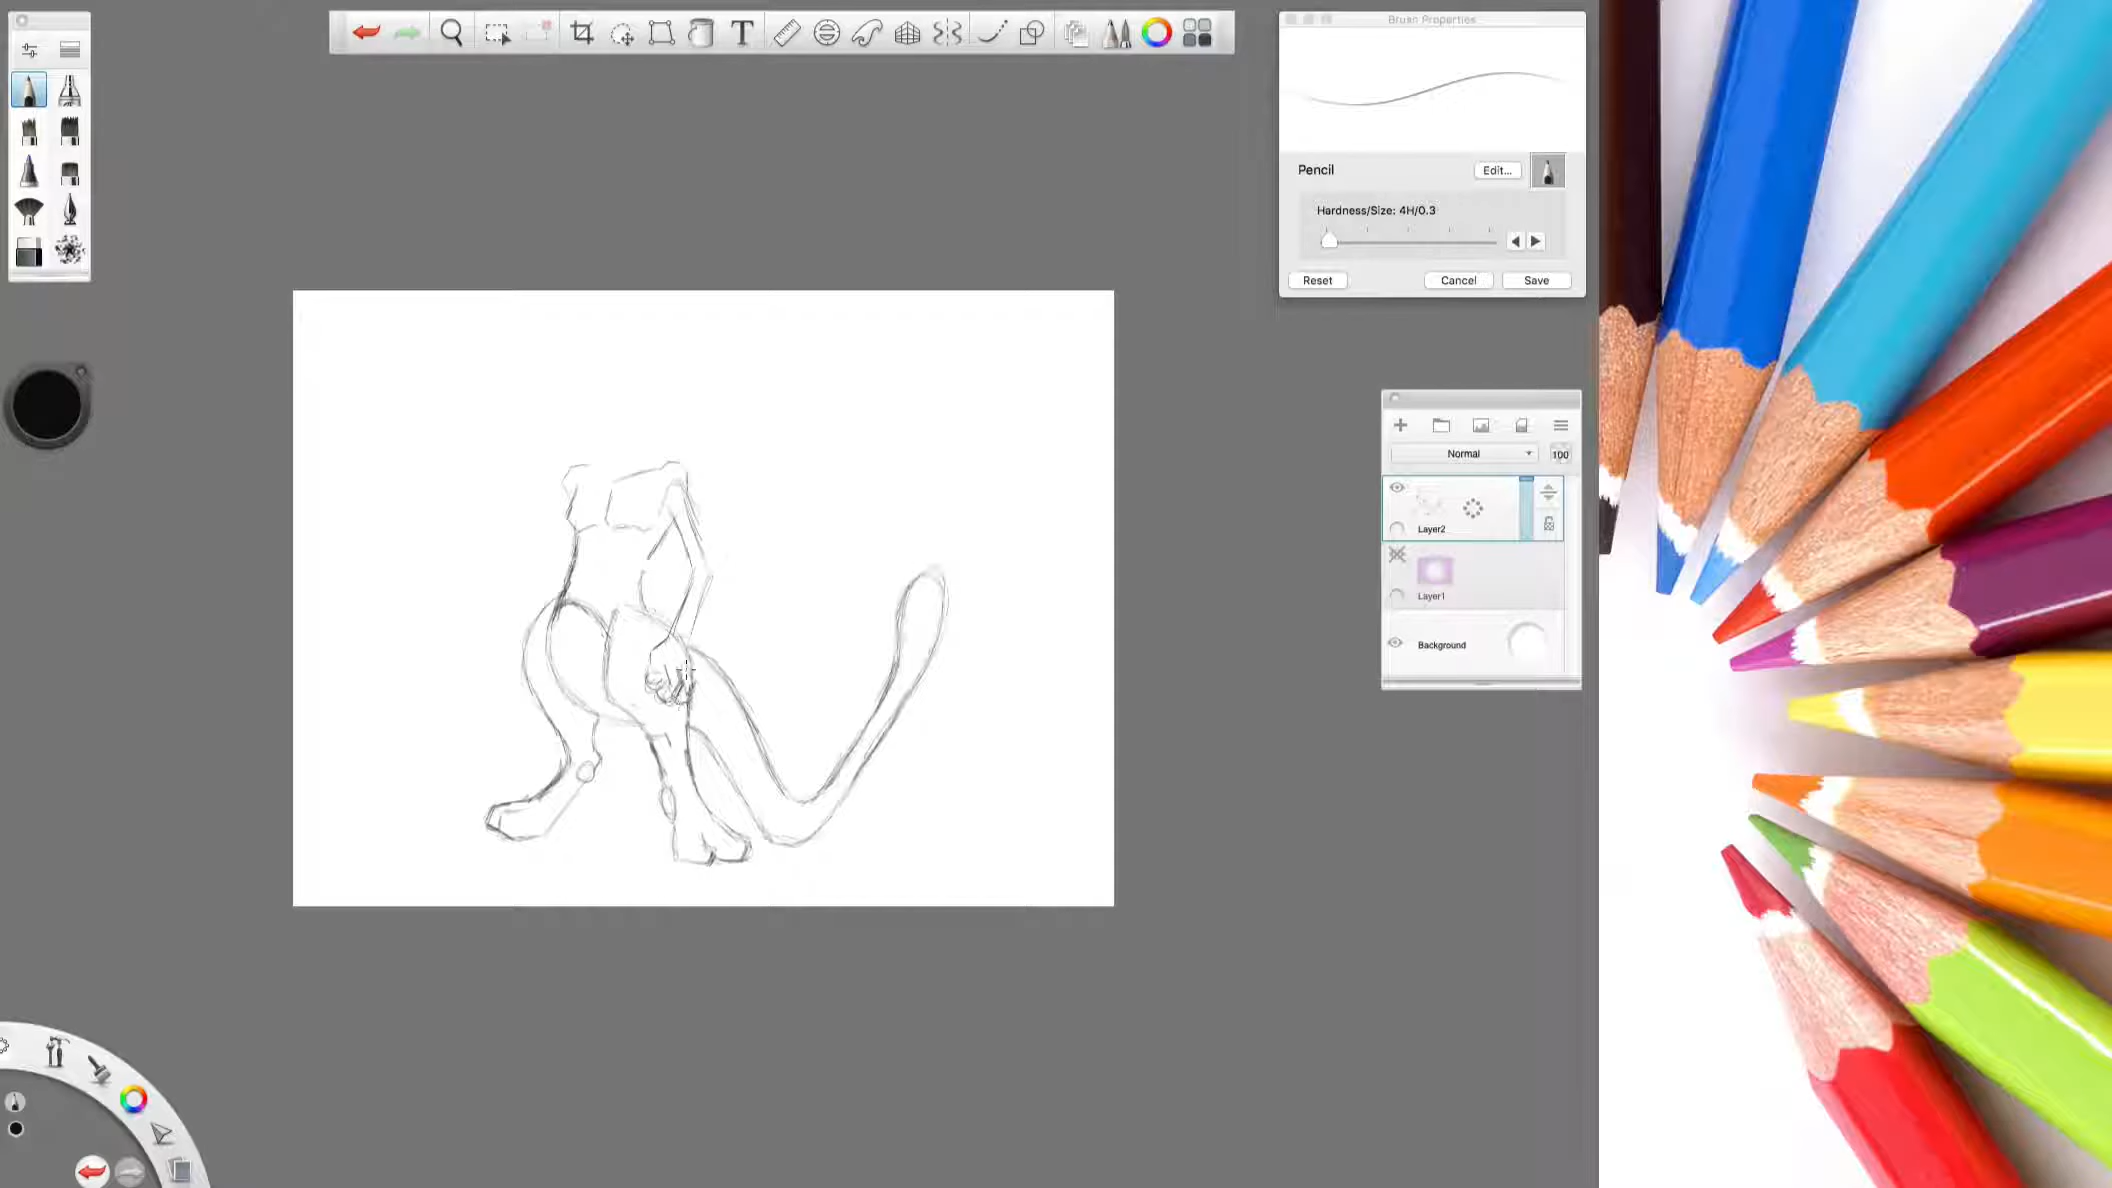 Brush Properties
Pencil
Edit...
Hardness/Size: 4H/0.3
Reset
Cancel
Save
Normal
100
Layer2
Layer1
Background